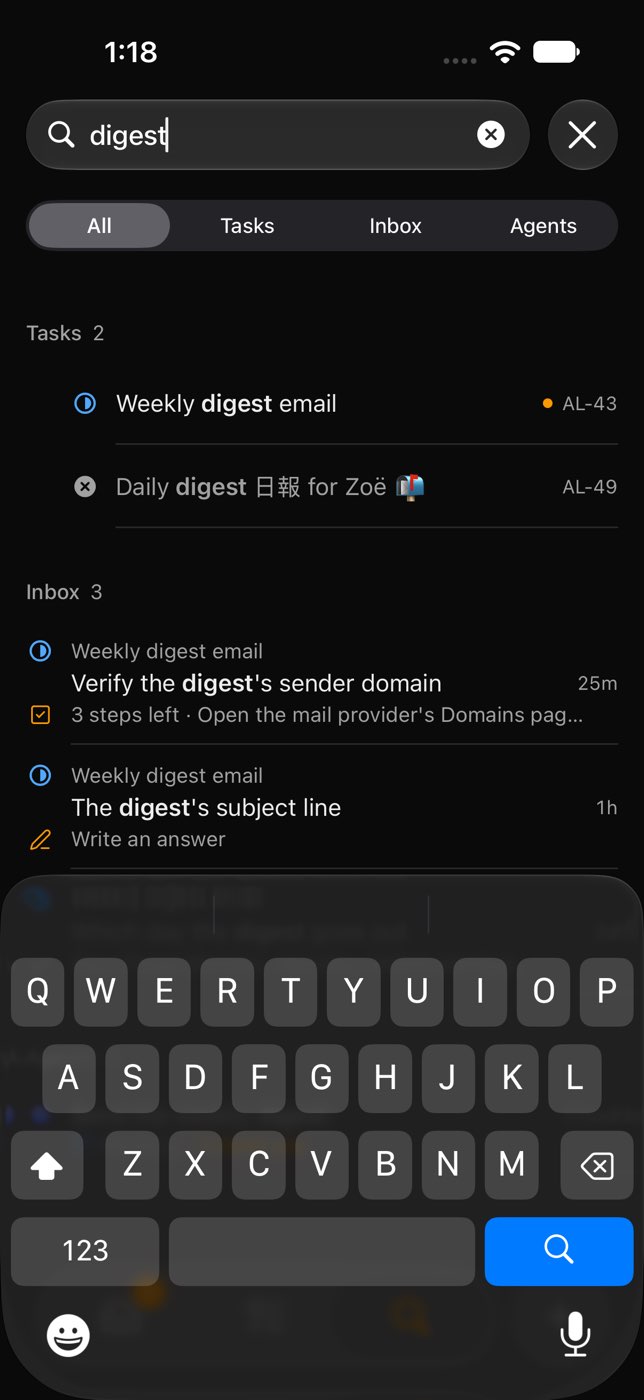 1:18
digest
All Tasks Inbox Agents
Tasks 2
Weekly digest email AL-43
Daily digest 日報 for Zoë 📬 AL-49
Inbox 3
Weekly digest email
Verify the digest's sender domain 25m
3 steps left · Open the mail provider's Domains pag...
Weekly digest email
The digest's subject line 1h
Write an answer
Q W E R T Y U I O P
A S D F G H J K L
Z X C V B N M
123